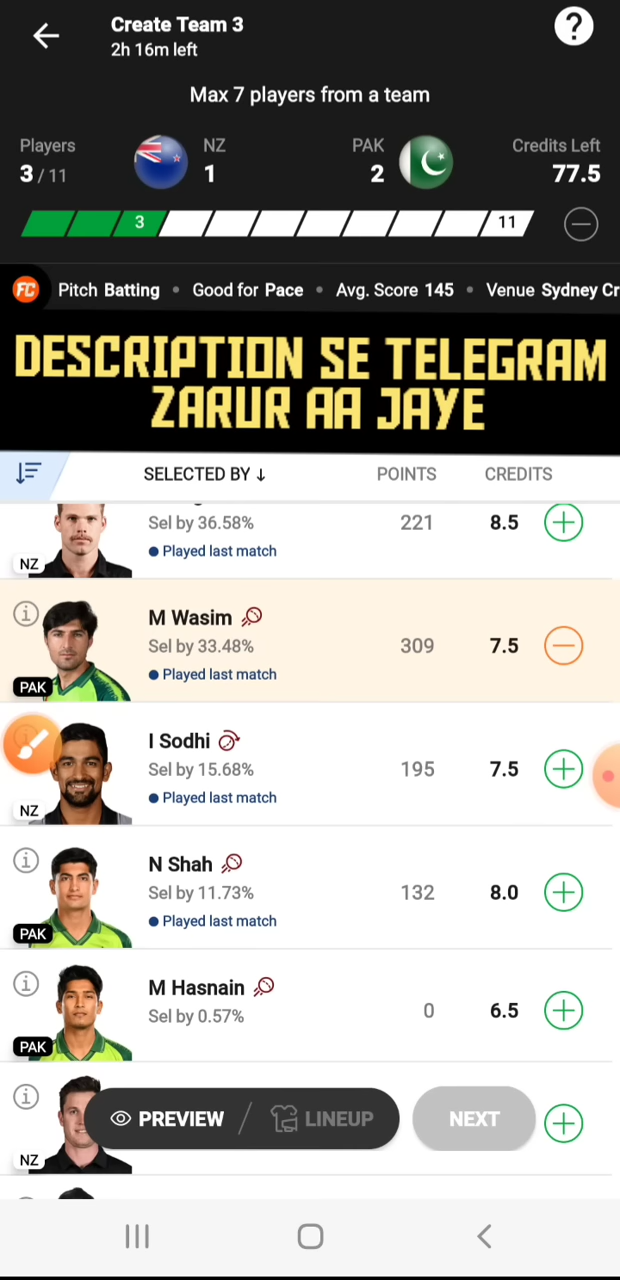 Create Team 3
2h 16m left
?
Max 7 players from a team
Players NZ PAK Credits Left
3 / 11 1 2 77.5
3 11
FC Pitch Batting • Good for Pace • Avg. Score 145 • Venue Sydney Cr
DESCRIPTION SE TELEGRAM
ZARUR AA JAYE
SELECTED BY ↓ POINTS CREDITS
Sel by 36.58% 221 8.5
Played last match
NZ
M Wasim
Sel by 33.48% 309 7.5
Played last match
PAK
I Sodhi
Sel by 15.68% 195 7.5
Played last match
NZ
N Shah
Sel by 11.73% 132 8.0
Played last match
PAK
M Hasnain
Sel by 0.57% 0 6.5
PAK
PREVIEW / LINEUP NEXT
NZ